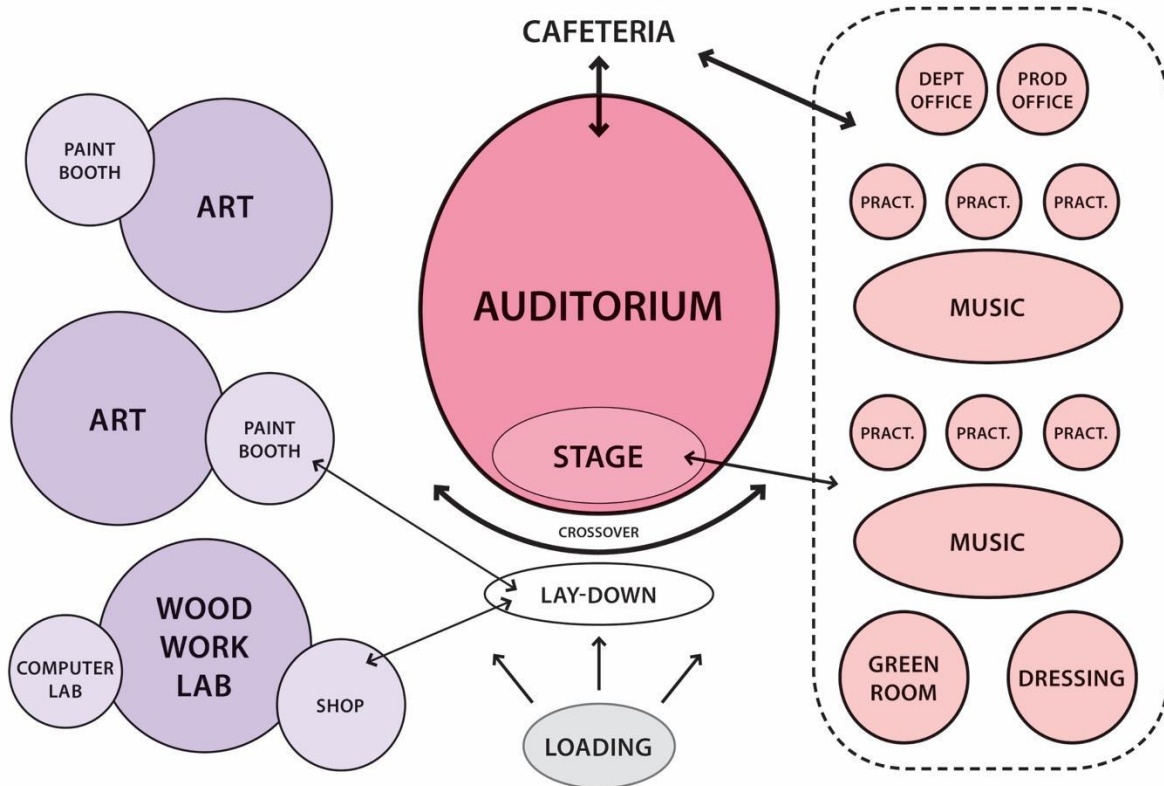 CAFETERIA
DEPT
OFFICE
PROD
OFFICE
PAINT
BOOTH
ART
PRACT.
PRACT.
PRACT.
AUDITORIUM
MUSIC
ART
PAINT
BOOTH
STAGE
PRACT.
PRACT.
PRACT.
CROSSOVER
MUSIC
LAY-DOWN
WOOD
WORK
LAB
COMPUTER
LAB
SHOP
GREEN
ROOM
DRESSING
LOADING